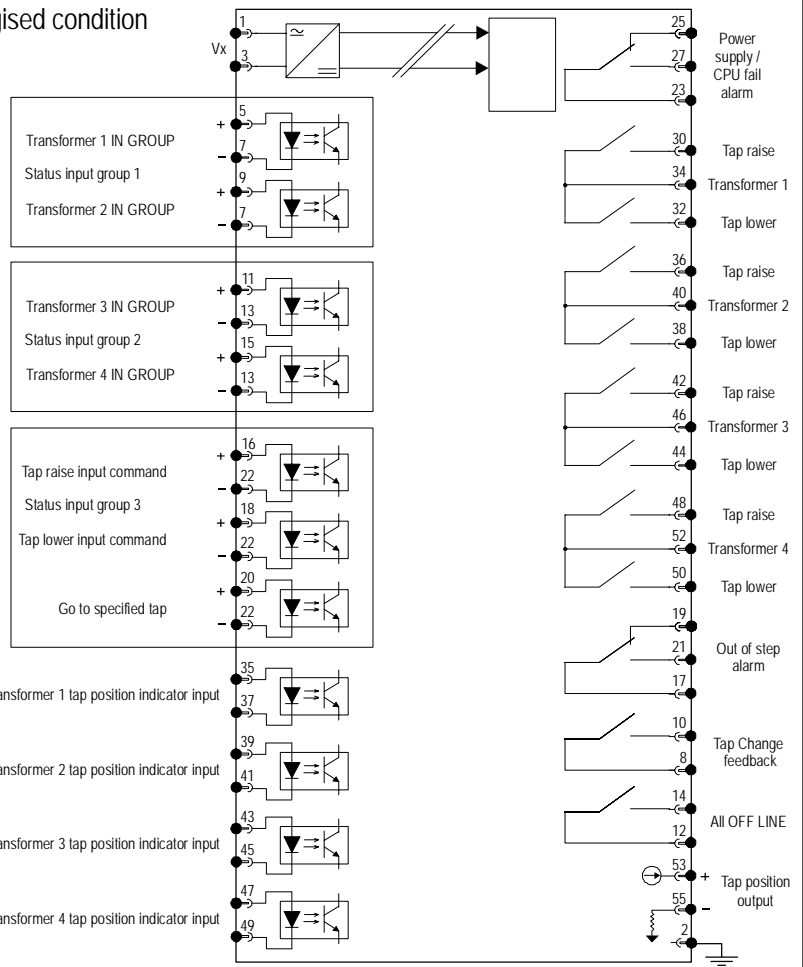 gised condition
Vx
1
3
Transformer 1 IN GROUP
Status input group 1
Transformer 2 IN GROUP
+ 5
– 7
+ 9
– 7
Transformer 3 IN GROUP
Status input group 2
Transformer 4 IN GROUP
+ 11
– 13
+ 15
– 13
Tap raise input command
Status input group 3
Tap lower input command
Go to specified tap
+ 16
– 22
+ 18
– 22
+ 20
– 22
ansformer 1 tap position indicator input
35
37
ansformer 2 tap position indicator input
39
41
ansformer 3 tap position indicator input
43
45
ansformer 4 tap position indicator input
47
49
25
27
23
Power
supply /
CPU fail
alarm
30 Tap raise
34 Transformer 1
32 Tap lower
36 Tap raise
40 Transformer 2
38 Tap lower
42 Tap raise
46 Transformer 3
44 Tap lower
48 Tap raise
52 Transformer 4
50 Tap lower
19
21
17
Out of step
alarm
10
8
Tap Change
feedback
14
12
All OFF LINE
53 +
55 –
Tap position
output
2